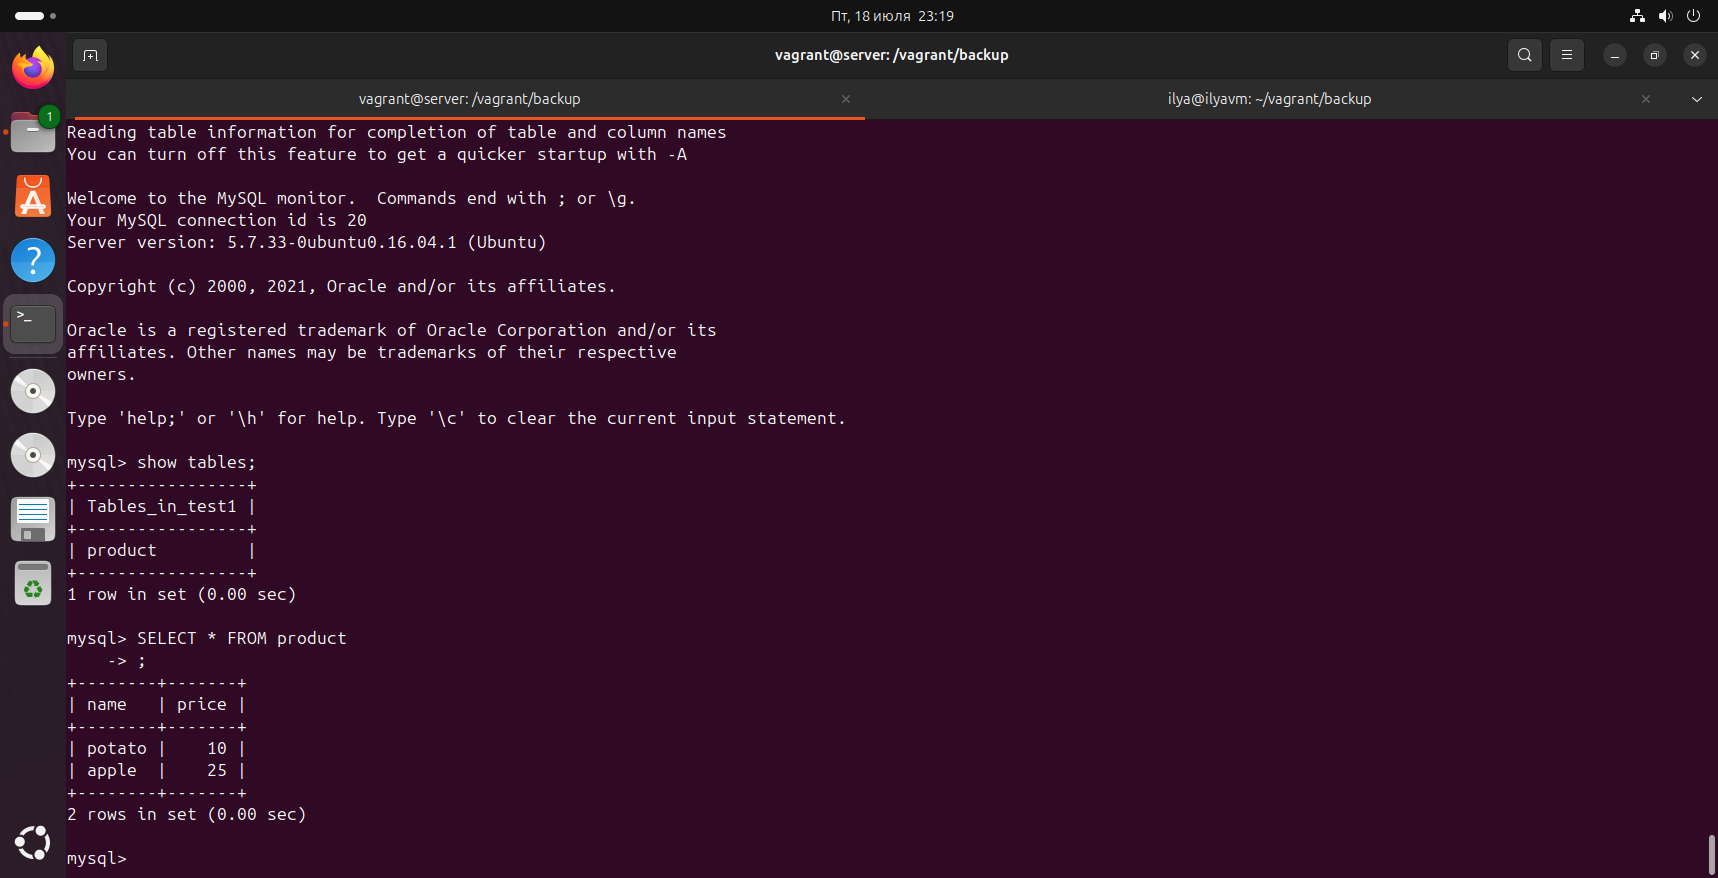 Пт, 18 июля 23:19
vagrant@server: /vagrant/backup
vagrant@server: /vagrant/backup
ilya@ilyavm: ~/vagrant/backup
1
Reading table information for completion of table and column names
You can turn off this feature to get a quicker startup with -A
Welcome to the MySQL monitor.  Commands end with ; or \g.
Your MySQL connection id is 20
Server version: 5.7.33-0ubuntu0.16.04.1 (Ubuntu)
Copyright (c) 2000, 2021, Oracle and/or its affiliates.
Oracle is a registered trademark of Oracle Corporation and/or its
affiliates. Other names may be trademarks of their respective
owners.
Type 'help;' or '\h' for help. Type '\c' to clear the current input statement.
mysql> show tables;
+-----------------+
| Tables_in_test1 |
+-----------------+
| product         |
+-----------------+
1 row in set (0.00 sec)
mysql> SELECT * FROM product
    -> ;
+--------+-------+
| name   | price |
+--------+-------+
| potato |    10 |
| apple  |    25 |
+--------+-------+
2 rows in set (0.00 sec)
mysql>